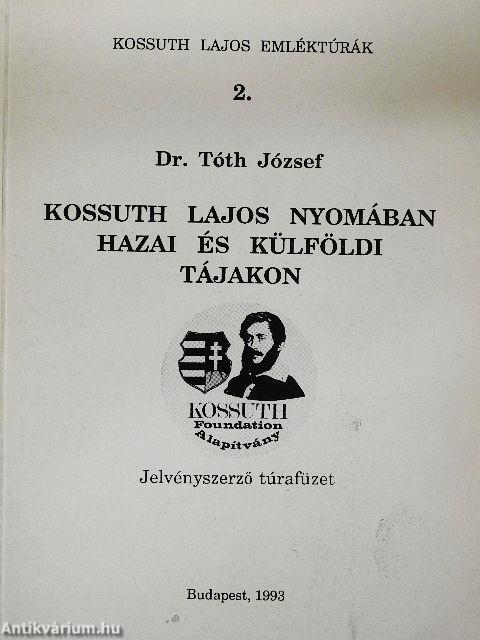 KOSSUTH LAJOS EMLÉKTÚRÁK
2.
Dr. Tóth József
KOSSUTH LAJOS NYOMÁBAN
HAZAI ÉS KÜLFÖLDI
TÁJAKON
KOSSUTH
Foundation
Alapítvány
Jelvényszerző túrafüzet
Budapest, 1993
Antikvárium.hu